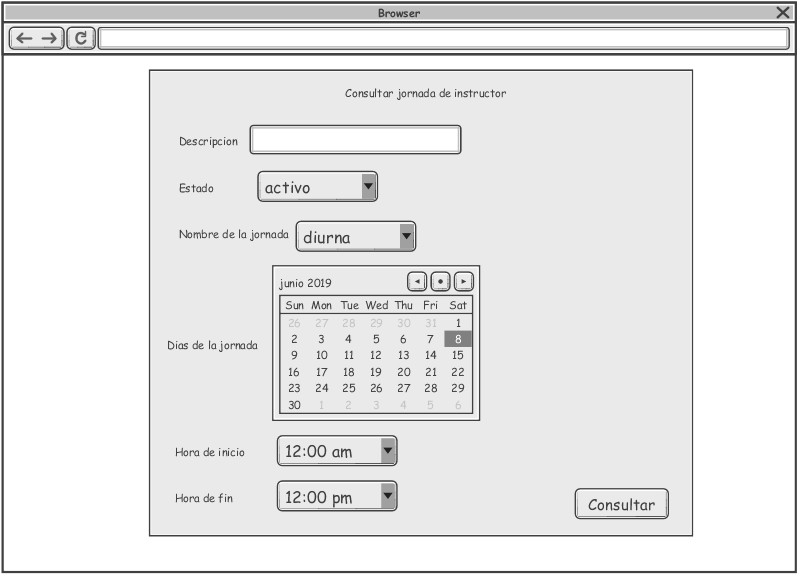 Browser
Consultar jornada de instructor
Descripcion
Estado
activo
Nombre de la jornada
diurna
junio 2019
Sun Mon Tue Wed Thu Fri Sat
26 27 28 29 30 31 1
2 3 4 5 6 7 8
9 10 11 12 13 14 15
16 17 18 19 20 21 22
23 24 25 26 27 28 29
30 1 2 3 4 5 6
Dias de la jornada
Hora de inicio
12:00 am
Hora de fin
12:00 pm
Consultar